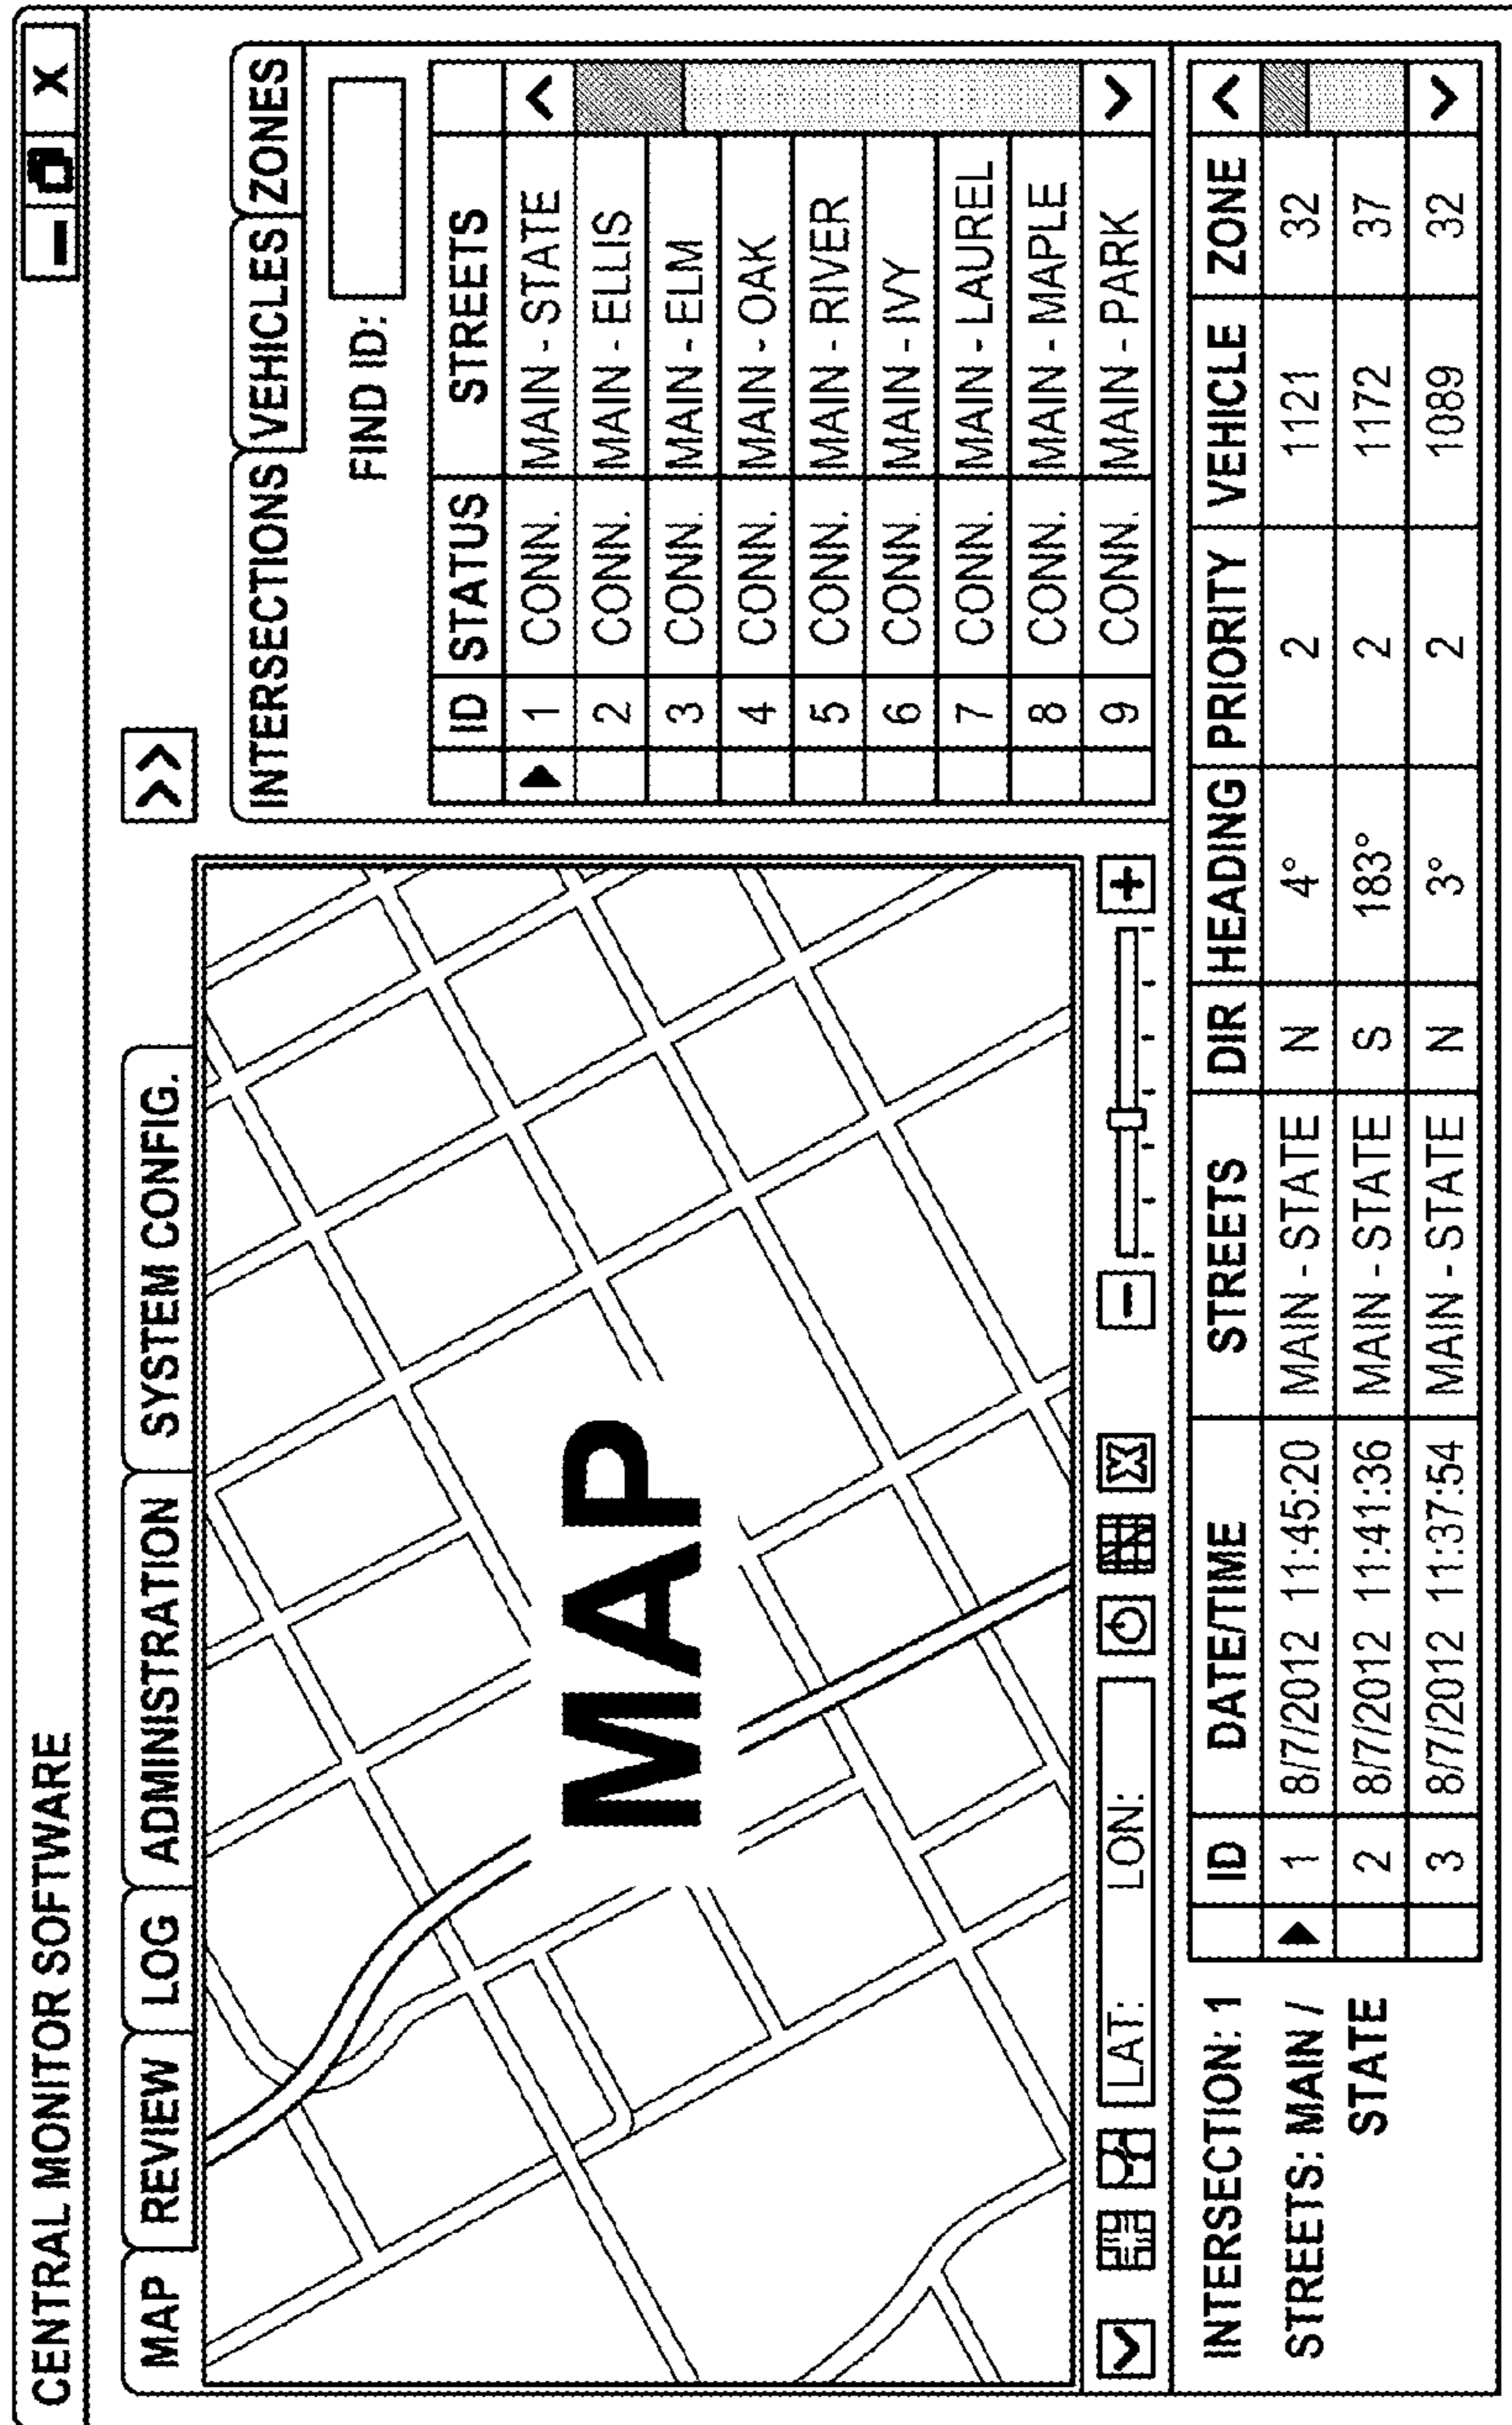 CENTRAL MONITOR SOFTWARE
MAP REVIEW LOG ADMINISTRATION SYSTEM CONFIG. >>
INTERSECTIONS VEHICLES ZONES
FIND ID:
ID STATUS STREETS
1 CONN. MAIN - STATE
2 CONN. MAIN - ELLIS
3 CONN. MAIN - ELM
4 CONN. MAIN - OAK
5 CONN. MAIN - RIVER
6 CONN. MAIN - IVY
7 CONN. MAIN - LAUREL
8 CONN. MAIN - MAPLE
9 CONN. MAIN - PARK
MAP
LAT: LON:
INTERSECTION: 1
STREETS: MAIN /
STATE
ID DATE/TIME STREETS DIR HEADING PRIORITY VEHICLE ZONE
1 8/7/2012 11:45:20 MAIN - STATE N 4° 2 1121 32
2 8/7/2012 11:41:36 MAIN - STATE S 183° 2 1172 37
3 8/7/2012 11:37:54 MAIN - STATE N 3° 2 1089 32